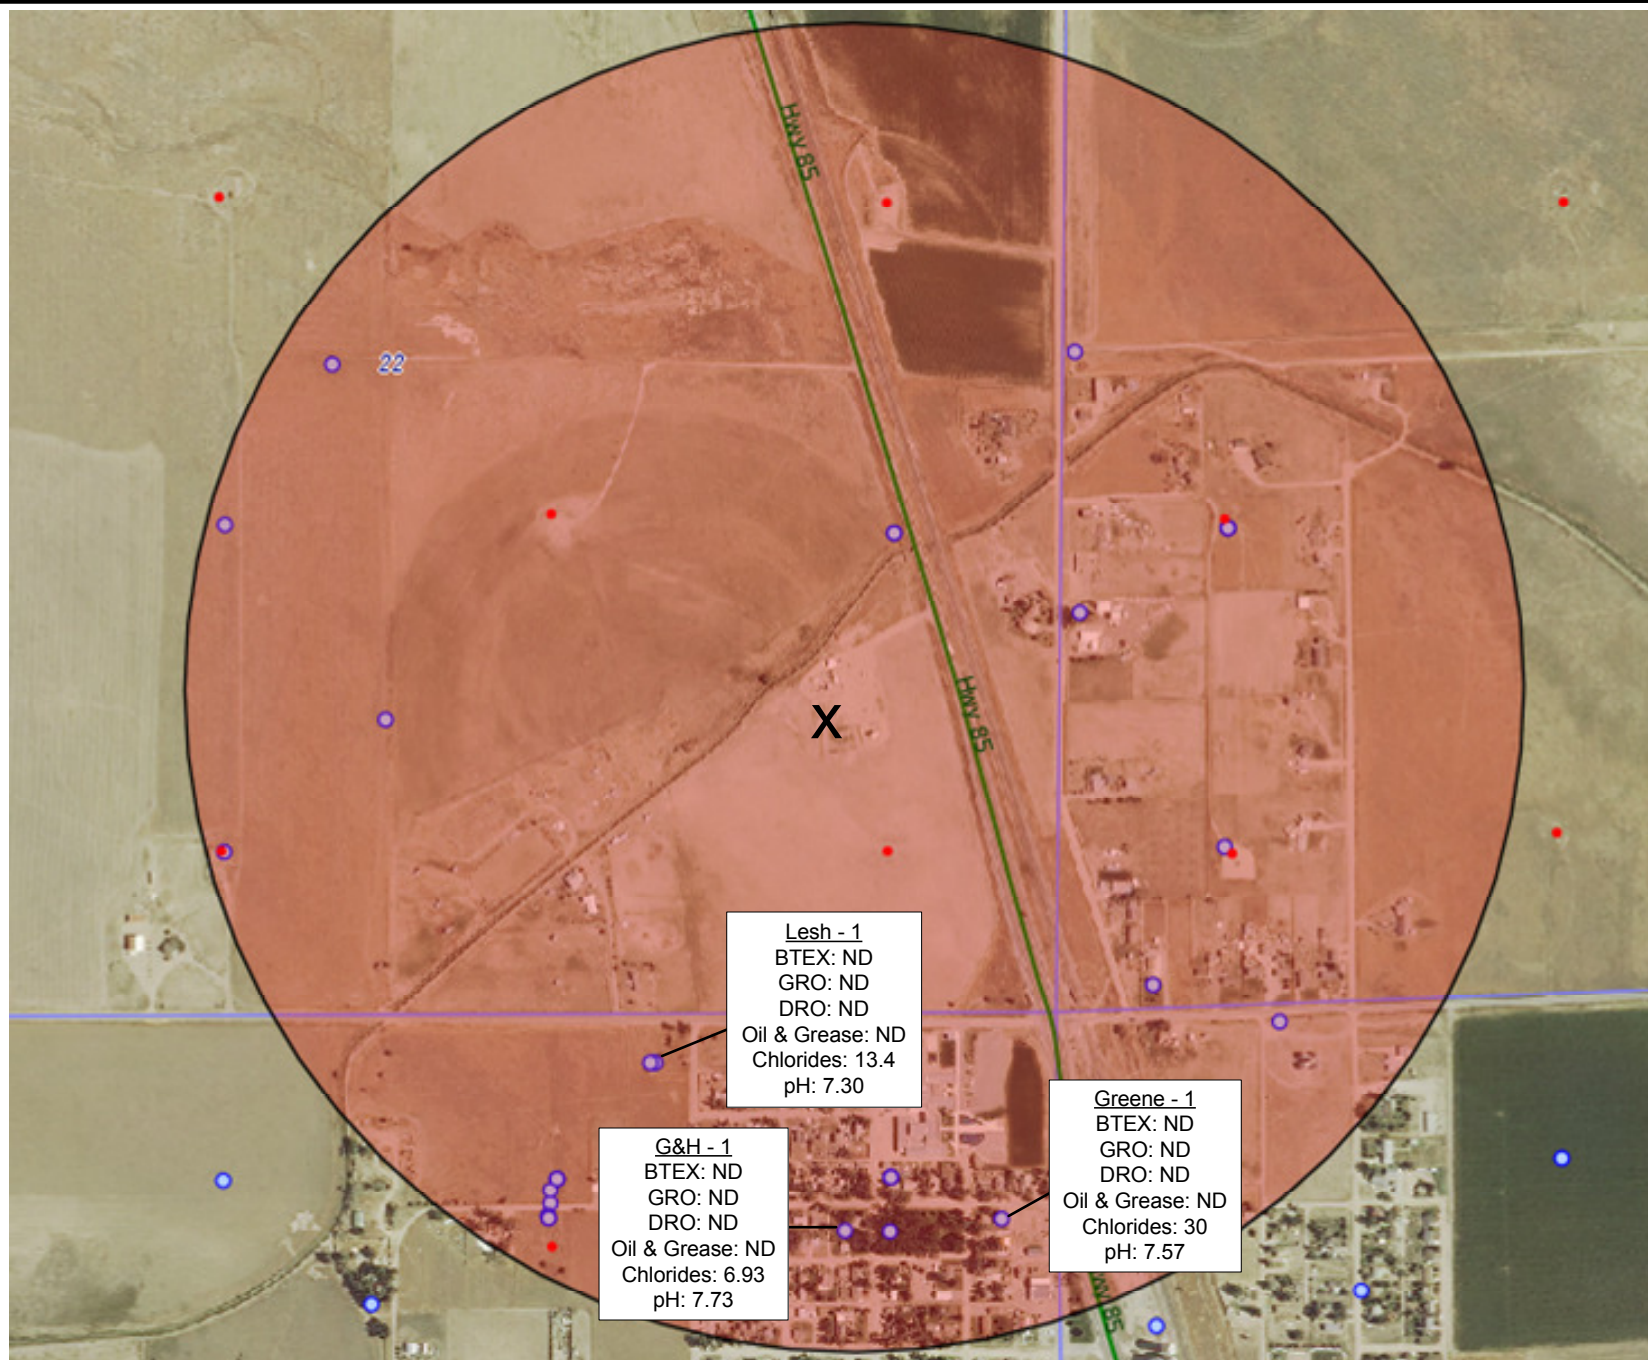 Hwy 85
22
X
Hwy 85
Lesh - 1
BTEX: ND
GRO: ND
DRO: ND
Oil & Grease: ND
Chlorides: 13.4
pH: 7.30
Greene - 1
BTEX: ND
GRO: ND
DRO: ND
Oil & Grease: ND
Chlorides: 30
pH: 7.57
G&H - 1
BTEX: ND
GRO: ND
DRO: ND
Oil & Grease: ND
Chlorides: 6.93
pH: 7.73
Hwy 85